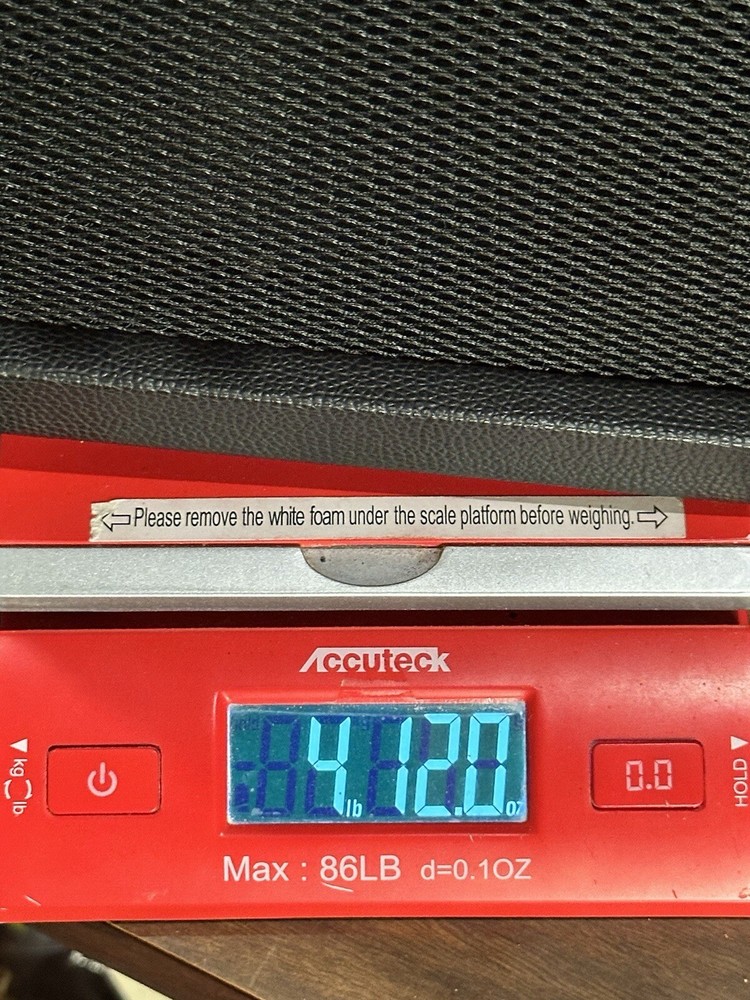 ⇦Please remove the white foam under the scale platform before weighing.⇨
Accuteck
▼ kg lb
4 lb 12.0 oz
0.0
▼ HOLD
Max : 86LB d=0.1OZ